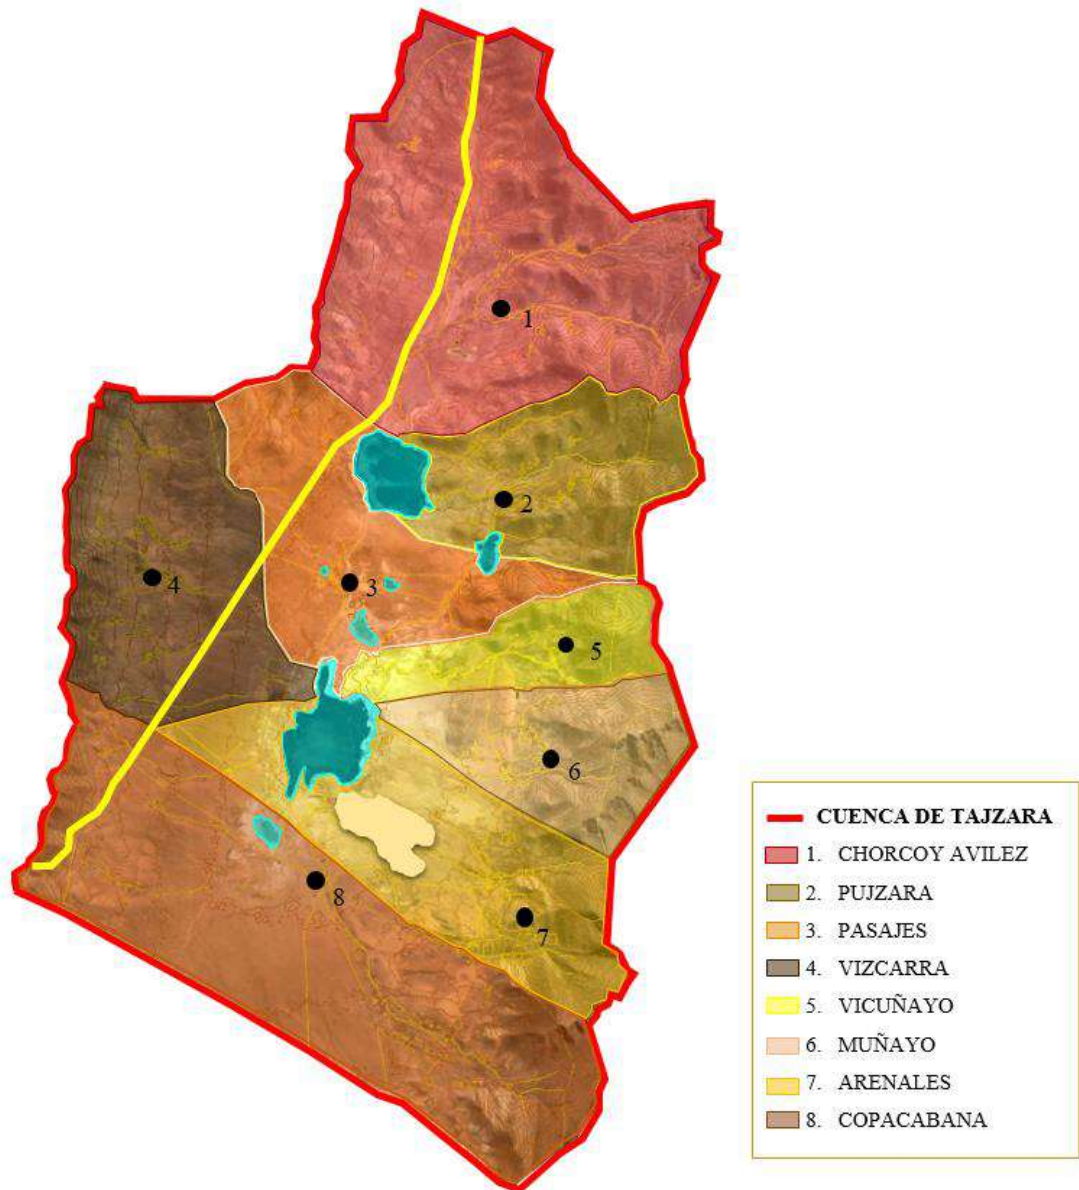 1
2
3
4
5
6
7
8
CUENCA DE TAJZARA
1. CHORCOY AVILEZ
2. PUJZARA
3. PASAJES
4. VIZCARRA
5. VICUÑAYO
6. MUÑAYO
7. ARENALES
8. COPACABANA